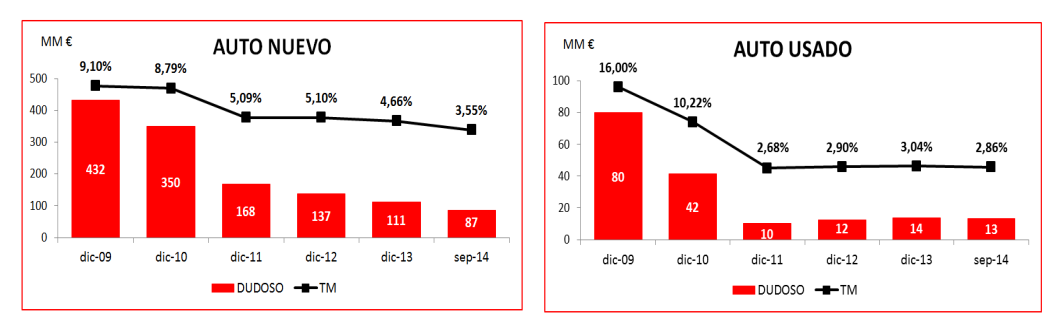 MM €
AUTO NUEVO
9,10% 8,79% 5,09% 5,10% 4,66% 3,55%
500
400
300
200
100
0
432 350 168 137 111 87
dic-09 dic-10 dic-11 dic-12 dic-13 sep-14
DUDOSO TM
MM €
AUTO USADO
16,00% 10,22% 2,68% 2,90% 3,04% 2,86%
100
80
60
40
20
0
80 42 10 12 14 13
dic-09 dic-10 dic-11 dic-12 dic-13 sep-14
DUDOSO TM